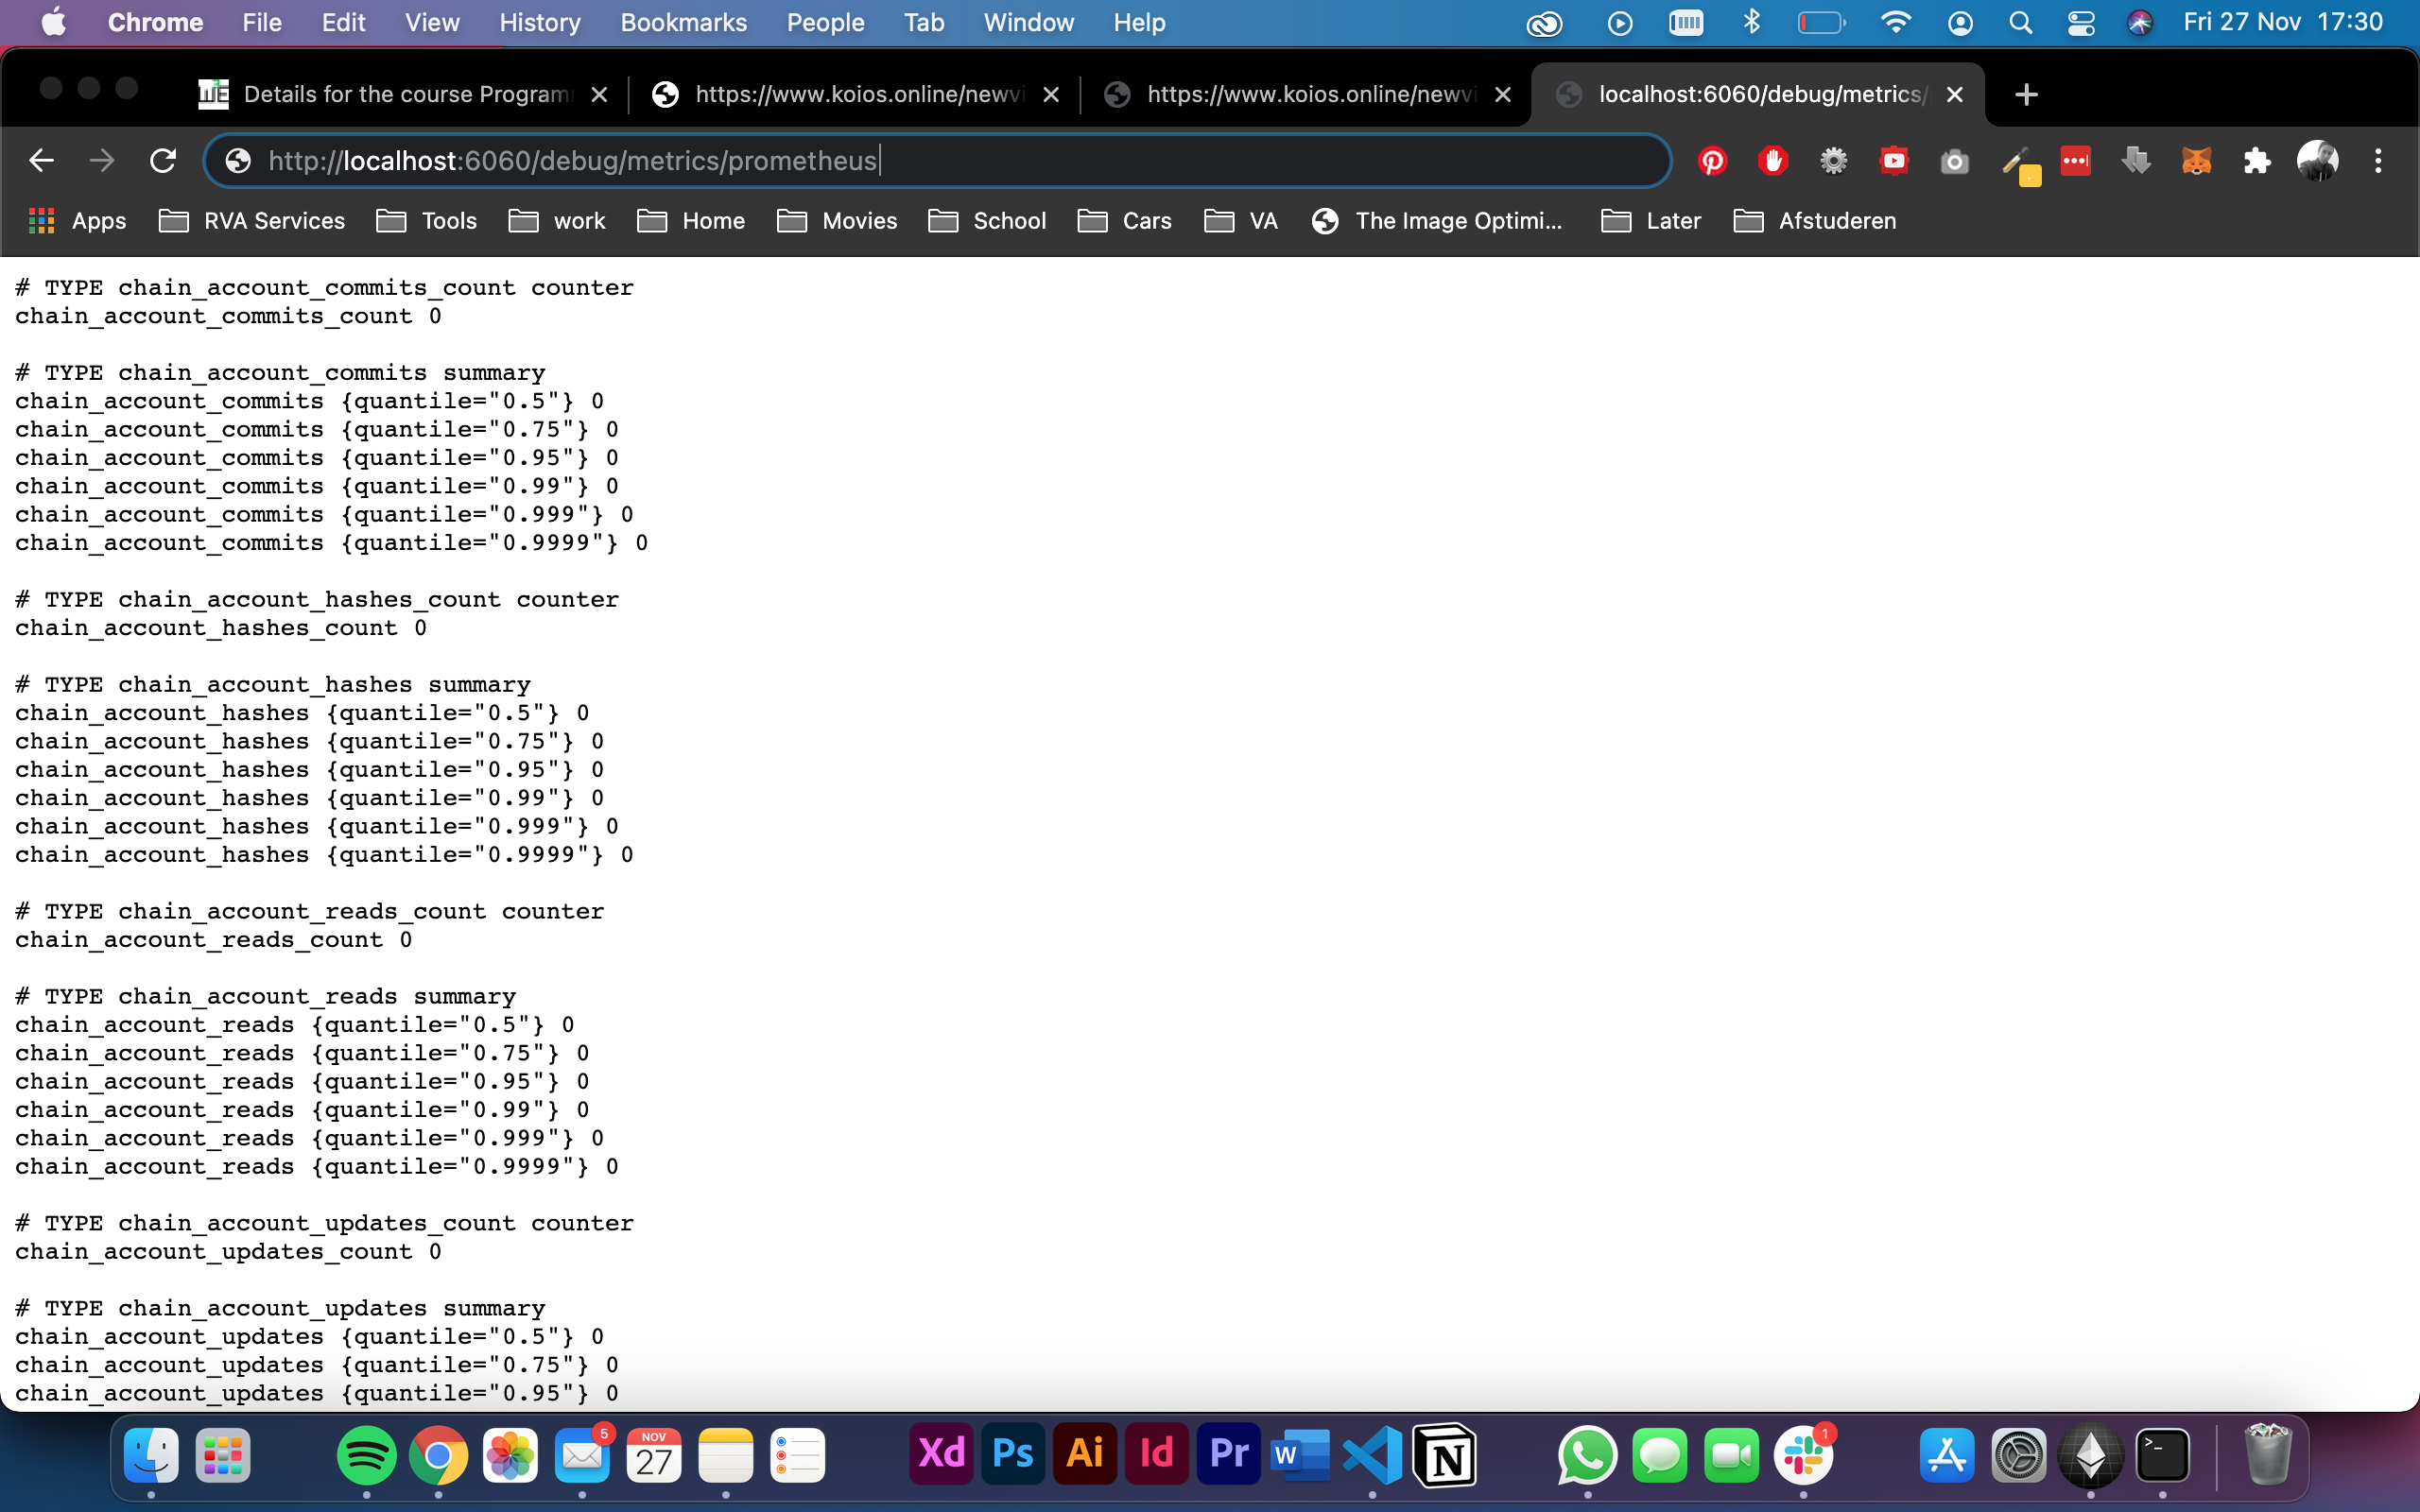 Chrome File Edit View History Bookmarks People Tab Window Help Fri 27 Nov 17:30
Details for the course Program https://www.koios.online/newvi https://www.koios.online/newvi localhost:6060/debug/metrics/
http://localhost:6060/debug/metrics/prometheus
Apps RVA Services Tools work Home Movies School Cars VA The Image Optimi... Later Afstuderen
# TYPE chain_account_commits_count counter
chain_account_commits_count 0
# TYPE chain_account_commits summary
chain_account_commits {quantile="0.5"} 0
chain_account_commits {quantile="0.75"} 0
chain_account_commits {quantile="0.95"} 0
chain_account_commits {quantile="0.99"} 0
chain_account_commits {quantile="0.999"} 0
chain_account_commits {quantile="0.9999"} 0
# TYPE chain_account_hashes_count counter
chain_account_hashes_count 0
# TYPE chain_account_hashes summary
chain_account_hashes {quantile="0.5"} 0
chain_account_hashes {quantile="0.75"} 0
chain_account_hashes {quantile="0.95"} 0
chain_account_hashes {quantile="0.99"} 0
chain_account_hashes {quantile="0.999"} 0
chain_account_hashes {quantile="0.9999"} 0
# TYPE chain_account_reads_count counter
chain_account_reads_count 0
# TYPE chain_account_reads summary
chain_account_reads {quantile="0.5"} 0
chain_account_reads {quantile="0.75"} 0
chain_account_reads {quantile="0.95"} 0
chain_account_reads {quantile="0.99"} 0
chain_account_reads {quantile="0.999"} 0
chain_account_reads {quantile="0.9999"} 0
# TYPE chain_account_updates_count counter
chain_account_updates_count 0
# TYPE chain_account_updates summary
chain_account_updates {quantile="0.5"} 0
chain_account_updates {quantile="0.75"} 0
chain_account_updates {quantile="0.95"} 0
5 NOV 27 Xd Ps Ai Id Pr W N 1 >_